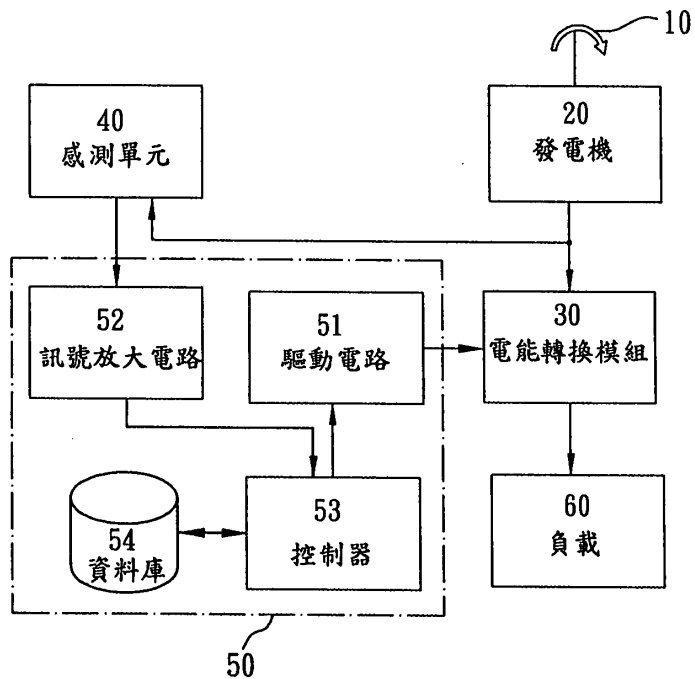 10
40
感測單元
20
發電機
52
訊號放大電路
51
驅動電路
30
電能轉換模組
54
資料庫
53
控制器
60
負載
50